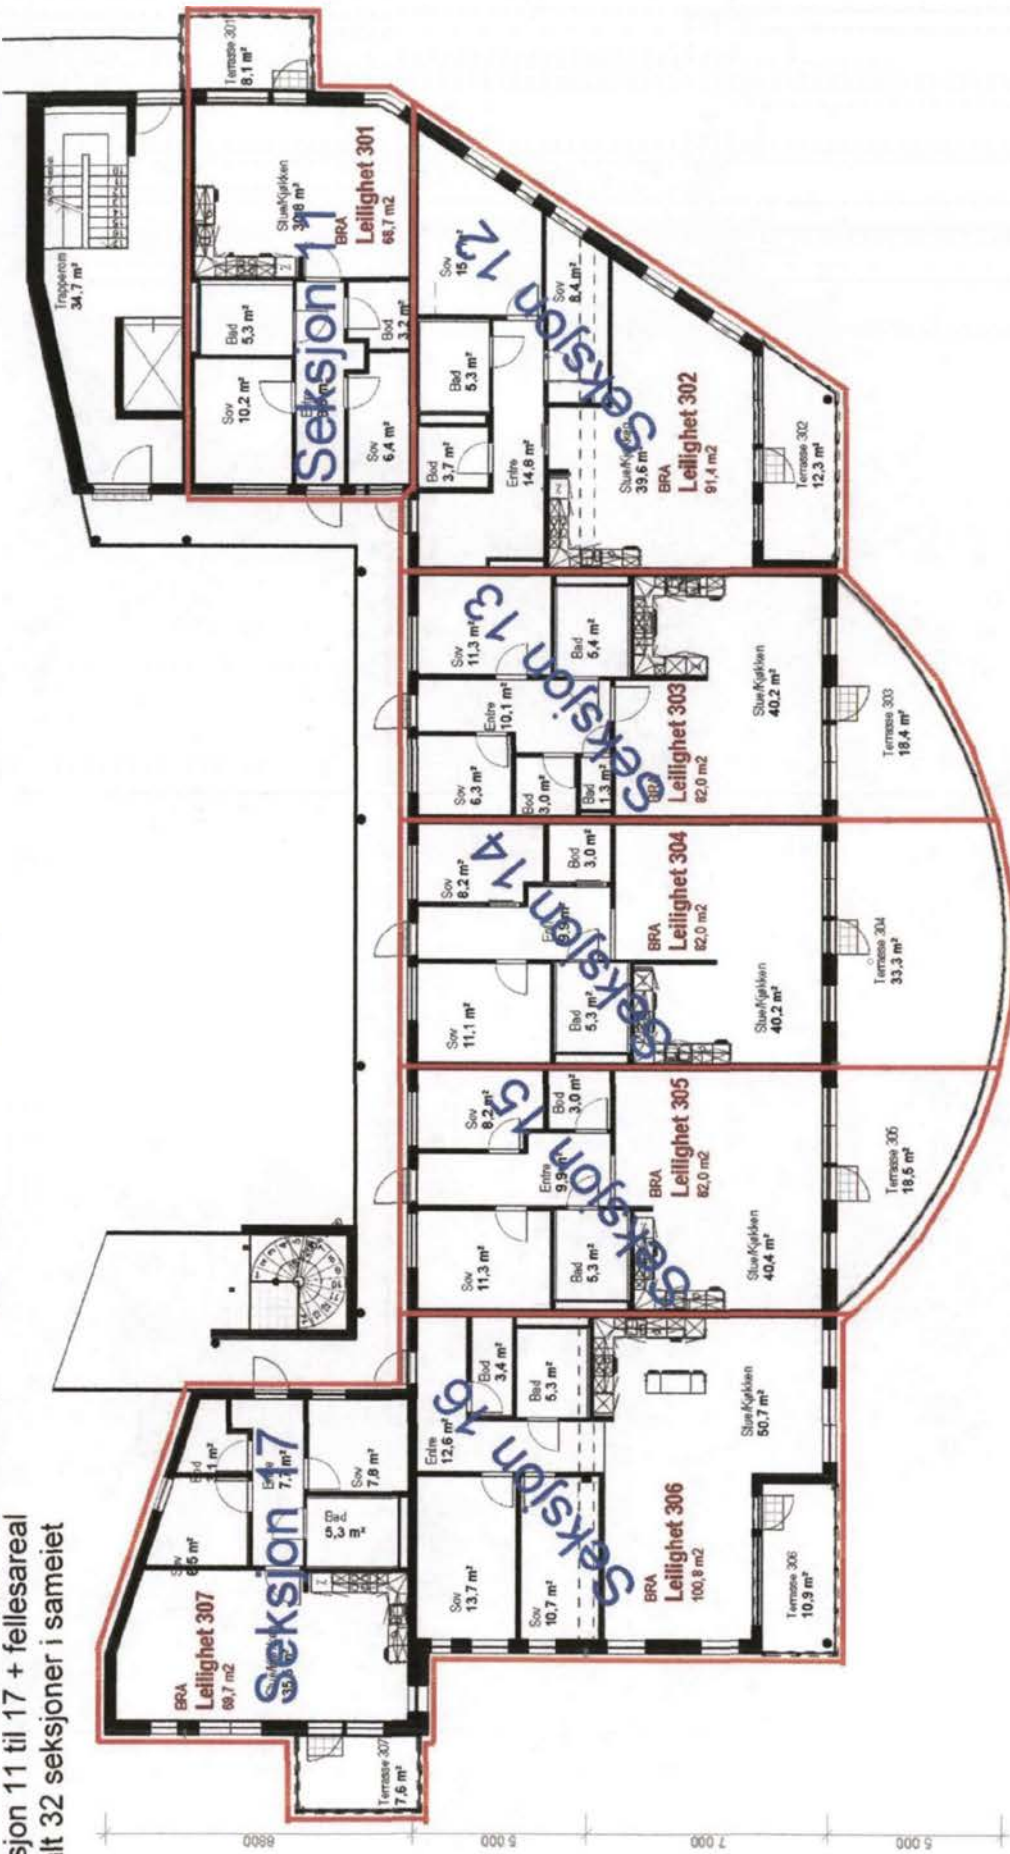 sjon 11 til 17 + fellesareal
lt 32 seksjoner i sameiet
Trapperom
34,7 m²
Terrasse 301
8,1 m²
Stue/Kjøkken
BRA
Leilighet 301
68,7 m2
Bad
5,3 m²
Bod
3,2 m²
Sov
10,2 m²
Sov
6,4 m²
Seksjon 11
Sov
Sov
8,4 m²
Bad
5,3 m²
Bod
3,7 m²
Entre
14,8 m²
Stue/Kjøkken
39,6 m²
BRA
Leilighet 302
91,4 m2
Terrasse 302
12,3 m²
Seksjon 12
Sov
11,3 m²
Bad
5,4 m²
Entre
10,1 m²
Sov
6,3 m²
Bod
3,0 m²
Bad
1,3 m²
BRA
Leilighet 303
82,0 m2
Stue/Kjøkken
40,2 m²
Terrasse 303
18,4 m²
Seksjon 13
Sov
8,2 m²
Bod
3,0 m²
9,9 m²
Sov
11,1 m²
Bad
5,3 m²
BRA
Leilighet 304
82,0 m2
Stue/Kjøkken
40,2 m²
Terrasse 304
33,3 m²
Seksjon 14
Sov
8,2 m²
Bod
3,0 m²
Entre
9,9 m²
Sov
11,3 m²
Bad
5,3 m²
BRA
Leilighet 305
82,0 m2
Stue/Kjøkken
40,4 m²
Terrasse 305
18,5 m²
Seksjon 15
Bod
3,4 m²
Bad
5,3 m²
Entre
12,6 m²
Sov
13,7 m²
Sov
10,7 m²
BRA
Leilighet 306
100,8 m2
Stue/Kjøkken
50,7 m²
Terrasse 306
10,9 m²
Seksjon 16
Bod
Sov
7,8 m²
Bad
5,3 m²
Sov
BRA
Leilighet 307
69,7 m2
Terrasse 307
7,6 m²
Seksjon 17
8800
5 000
7 000
5 000